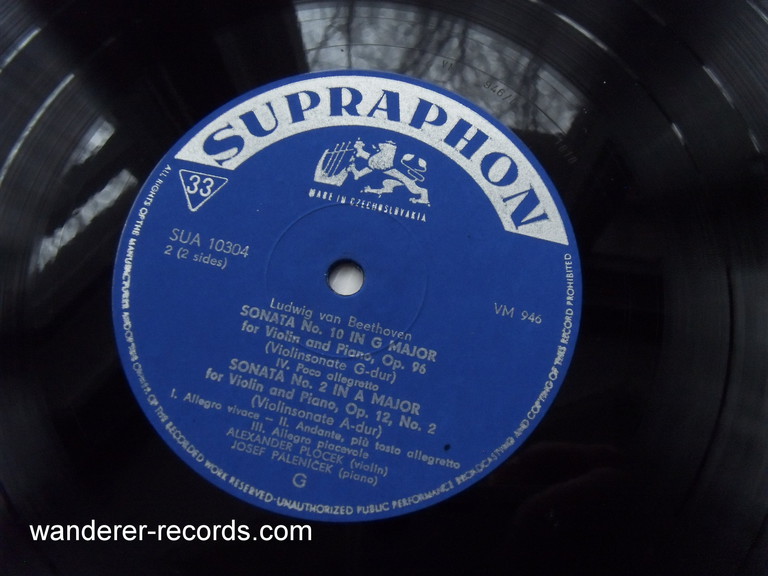 SUPRAPHON
33
MADE IN CZECHOSLOVAKIA
SUA 10304
2 (2 sides)
VM 946
Ludwig van Beethoven
SONATA No. 10 IN G MAJOR
for Violin and Piano, Op. 96
(Violinsonate G-dur)
IV. Poco allegretto
SONATA No. 2 IN A MAJOR
for Violin and Piano, Op. 12, No. 2
(Violinsonate A-dur)
I. Allegro vivace – II. Andante, più tosto allegretto
III. Allegro piacevole
ALEXANDER PLOCEK (violin)
JOSEF PÁLENÍČEK (piano)
G
ALL RIGHTS OF THE MANUFACTURER AND OF THE OWNER OF THE RECORDED WORK RESERVED-UNAUTHORIZED PUBLIC PERFORMANCE BROADCASTING AND COPYING OF THIS RECORD PROHIBITED
wanderer-records.com